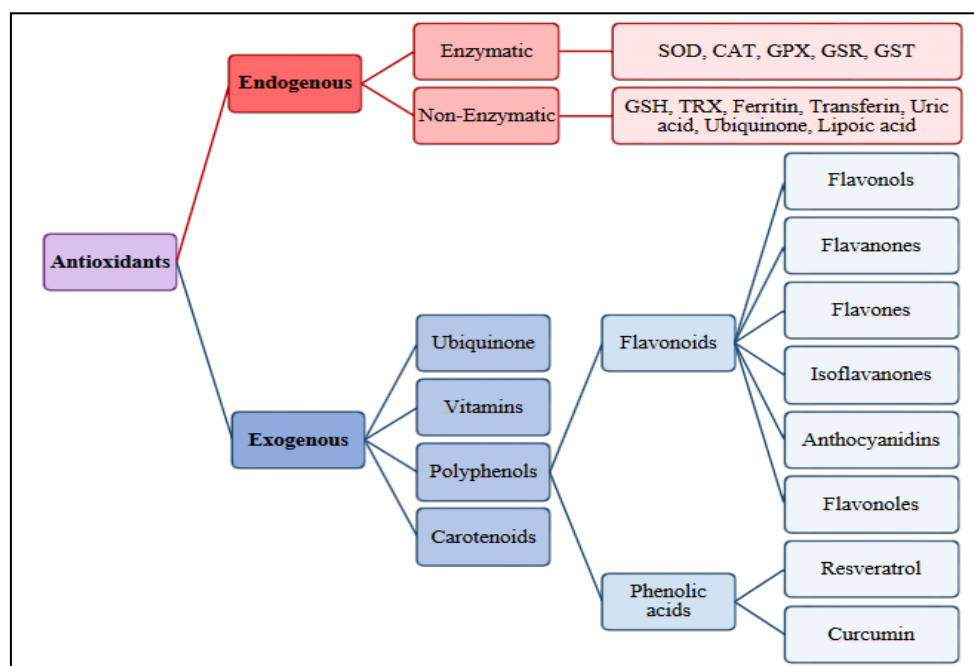 Antioxidants
Endogenous
Enzymatic
SOD, CAT, GPX, GSR, GST
Non-Enzymatic
GSH, TRX, Ferritin, Transferin, Uric
acid, Ubiquinone, Lipoic acid
Exogenous
Ubiquinone
Vitamins
Polyphenols
Carotenoids
Flavonoids
Flavonols
Flavanones
Flavones
Isoflavanones
Anthocyanidins
Flavonoles
Phenolic
acids
Resveratrol
Curcumin